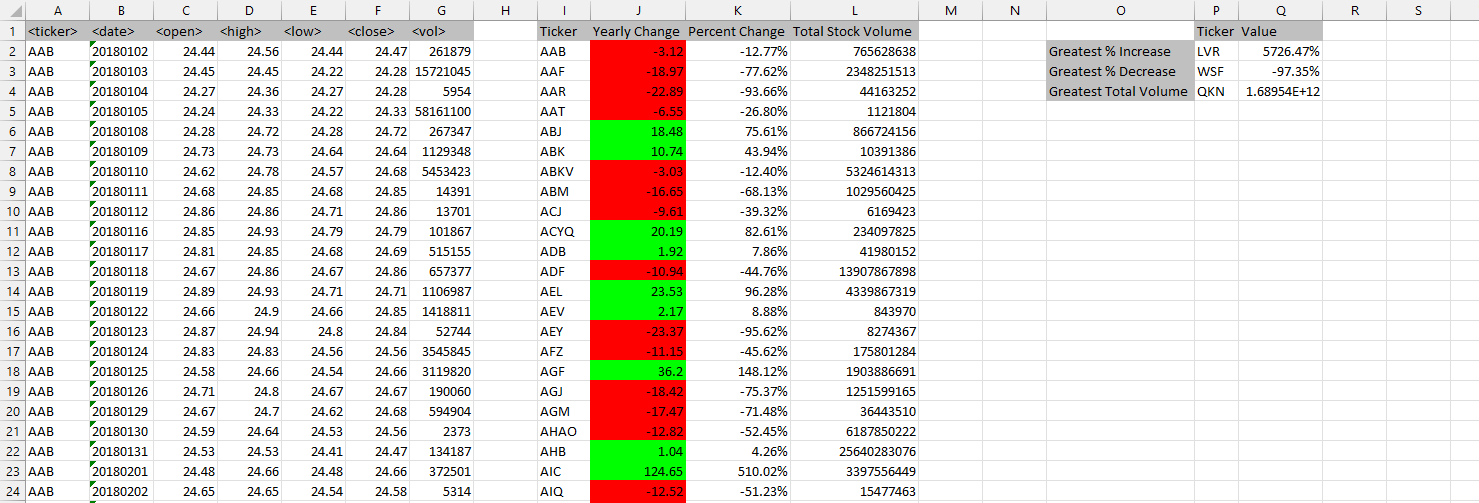 A B C D E F G H I J K L M N O P Q R S
1 <ticker> <date> <open> <high> <low> <close> <vol> Ticker Yearly Change Percent Change Total Stock Volume Ticker Value
2 AAB 20180102 24.44 24.56 24.44 24.47 261879 AAB -3.12 -12.77% 765628638 Greatest % Increase LVR 5726.47%
3 AAB 20180103 24.45 24.45 24.22 24.28 15721045 AAF -18.97 -77.62% 2348251513 Greatest % Decrease WSF -97.35%
4 AAB 20180104 24.27 24.36 24.27 24.28 5954 AAR -22.89 -93.66% 44163252 Greatest Total Volume QKN 1.68954E+12
5 AAB 20180105 24.24 24.33 24.22 24.33 58161100 AAT -6.55 -26.80% 1121804
6 AAB 20180108 24.28 24.72 24.28 24.72 267347 ABJ 18.48 75.61% 866724156
7 AAB 20180109 24.73 24.73 24.64 24.64 1129348 ABK 10.74 43.94% 10391386
8 AAB 20180110 24.62 24.78 24.57 24.68 5453423 ABKV -3.03 -12.40% 5324614313
9 AAB 20180111 24.68 24.85 24.68 24.85 14391 ABM -16.65 -68.13% 1029560425
10 AAB 20180112 24.86 24.86 24.71 24.86 13701 ACJ -9.61 -39.32% 6169423
11 AAB 20180116 24.85 24.93 24.79 24.79 101867 ACYQ 20.19 82.61% 234097825
12 AAB 20180117 24.81 24.85 24.68 24.69 515155 ADB 1.92 7.86% 41980152
13 AAB 20180118 24.67 24.86 24.67 24.86 657377 ADF -10.94 -44.76% 13907867898
14 AAB 20180119 24.89 24.93 24.71 24.71 1106987 AEL 23.53 96.28% 4339867319
15 AAB 20180122 24.66 24.9 24.66 24.85 1418811 AEV 2.17 8.88% 843970
16 AAB 20180123 24.87 24.94 24.8 24.84 52744 AEY -23.37 -95.62% 8274367
17 AAB 20180124 24.83 24.83 24.56 24.56 3545845 AFZ -11.15 -45.62% 175801284
18 AAB 20180125 24.58 24.66 24.54 24.66 3119820 AGF 36.2 148.12% 1903886691
19 AAB 20180126 24.71 24.8 24.67 24.67 190060 AGJ -18.42 -75.37% 1251599165
20 AAB 20180129 24.67 24.7 24.62 24.68 594904 AGM -17.47 -71.48% 36443510
21 AAB 20180130 24.59 24.64 24.53 24.56 2373 AHAO -12.82 -52.45% 6187850222
22 AAB 20180131 24.53 24.53 24.41 24.47 134187 AHB 1.04 4.26% 25640283076
23 AAB 20180201 24.48 24.66 24.48 24.66 372501 AIC 124.65 510.02% 3397556449
24 AAB 20180202 24.65 24.65 24.54 24.58 5314 AIQ -12.52 -51.23% 15477463